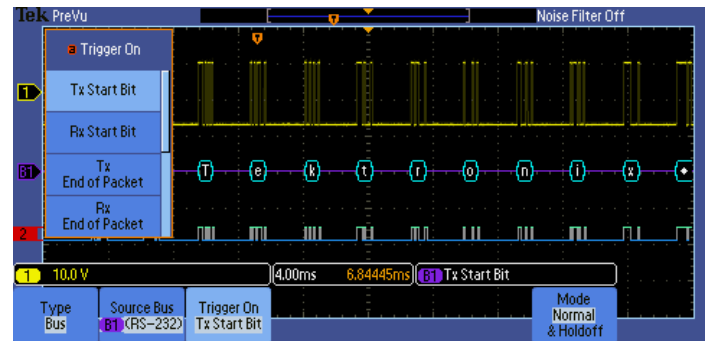 Tek PreVu
Noise Filter Off
a Trigger On
Tx Start Bit
Rx Start Bit
Tx
End of Packet
Rx
End of Packet
1
B1
2
T e k t r o n i x
1 10.0 V
4.00ms 6.84445ms
B1 Tx Start Bit
Type
Bus
Source Bus
B1 (RS-232)
Trigger On
Tx Start Bit
Mode
Normal
& Holdoff